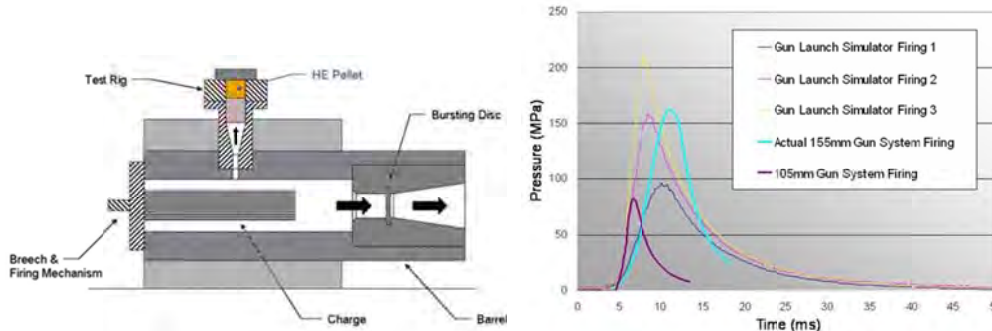 Test Rig
HE Pellet
Bursting Disc
Breech &
Firing Mechanism
Charge
Barrel
Pressure (MPa)
250
200
150
100
50
0
Gun Launch Simulator Firing 1
Gun Launch Simulator Firing 2
Gun Launch Simulator Firing 3
Actual 155mm Gun System Firing
105mm Gun System Firing
0 5 10 15 20 25 30 35 40 45 50
Time (ms)